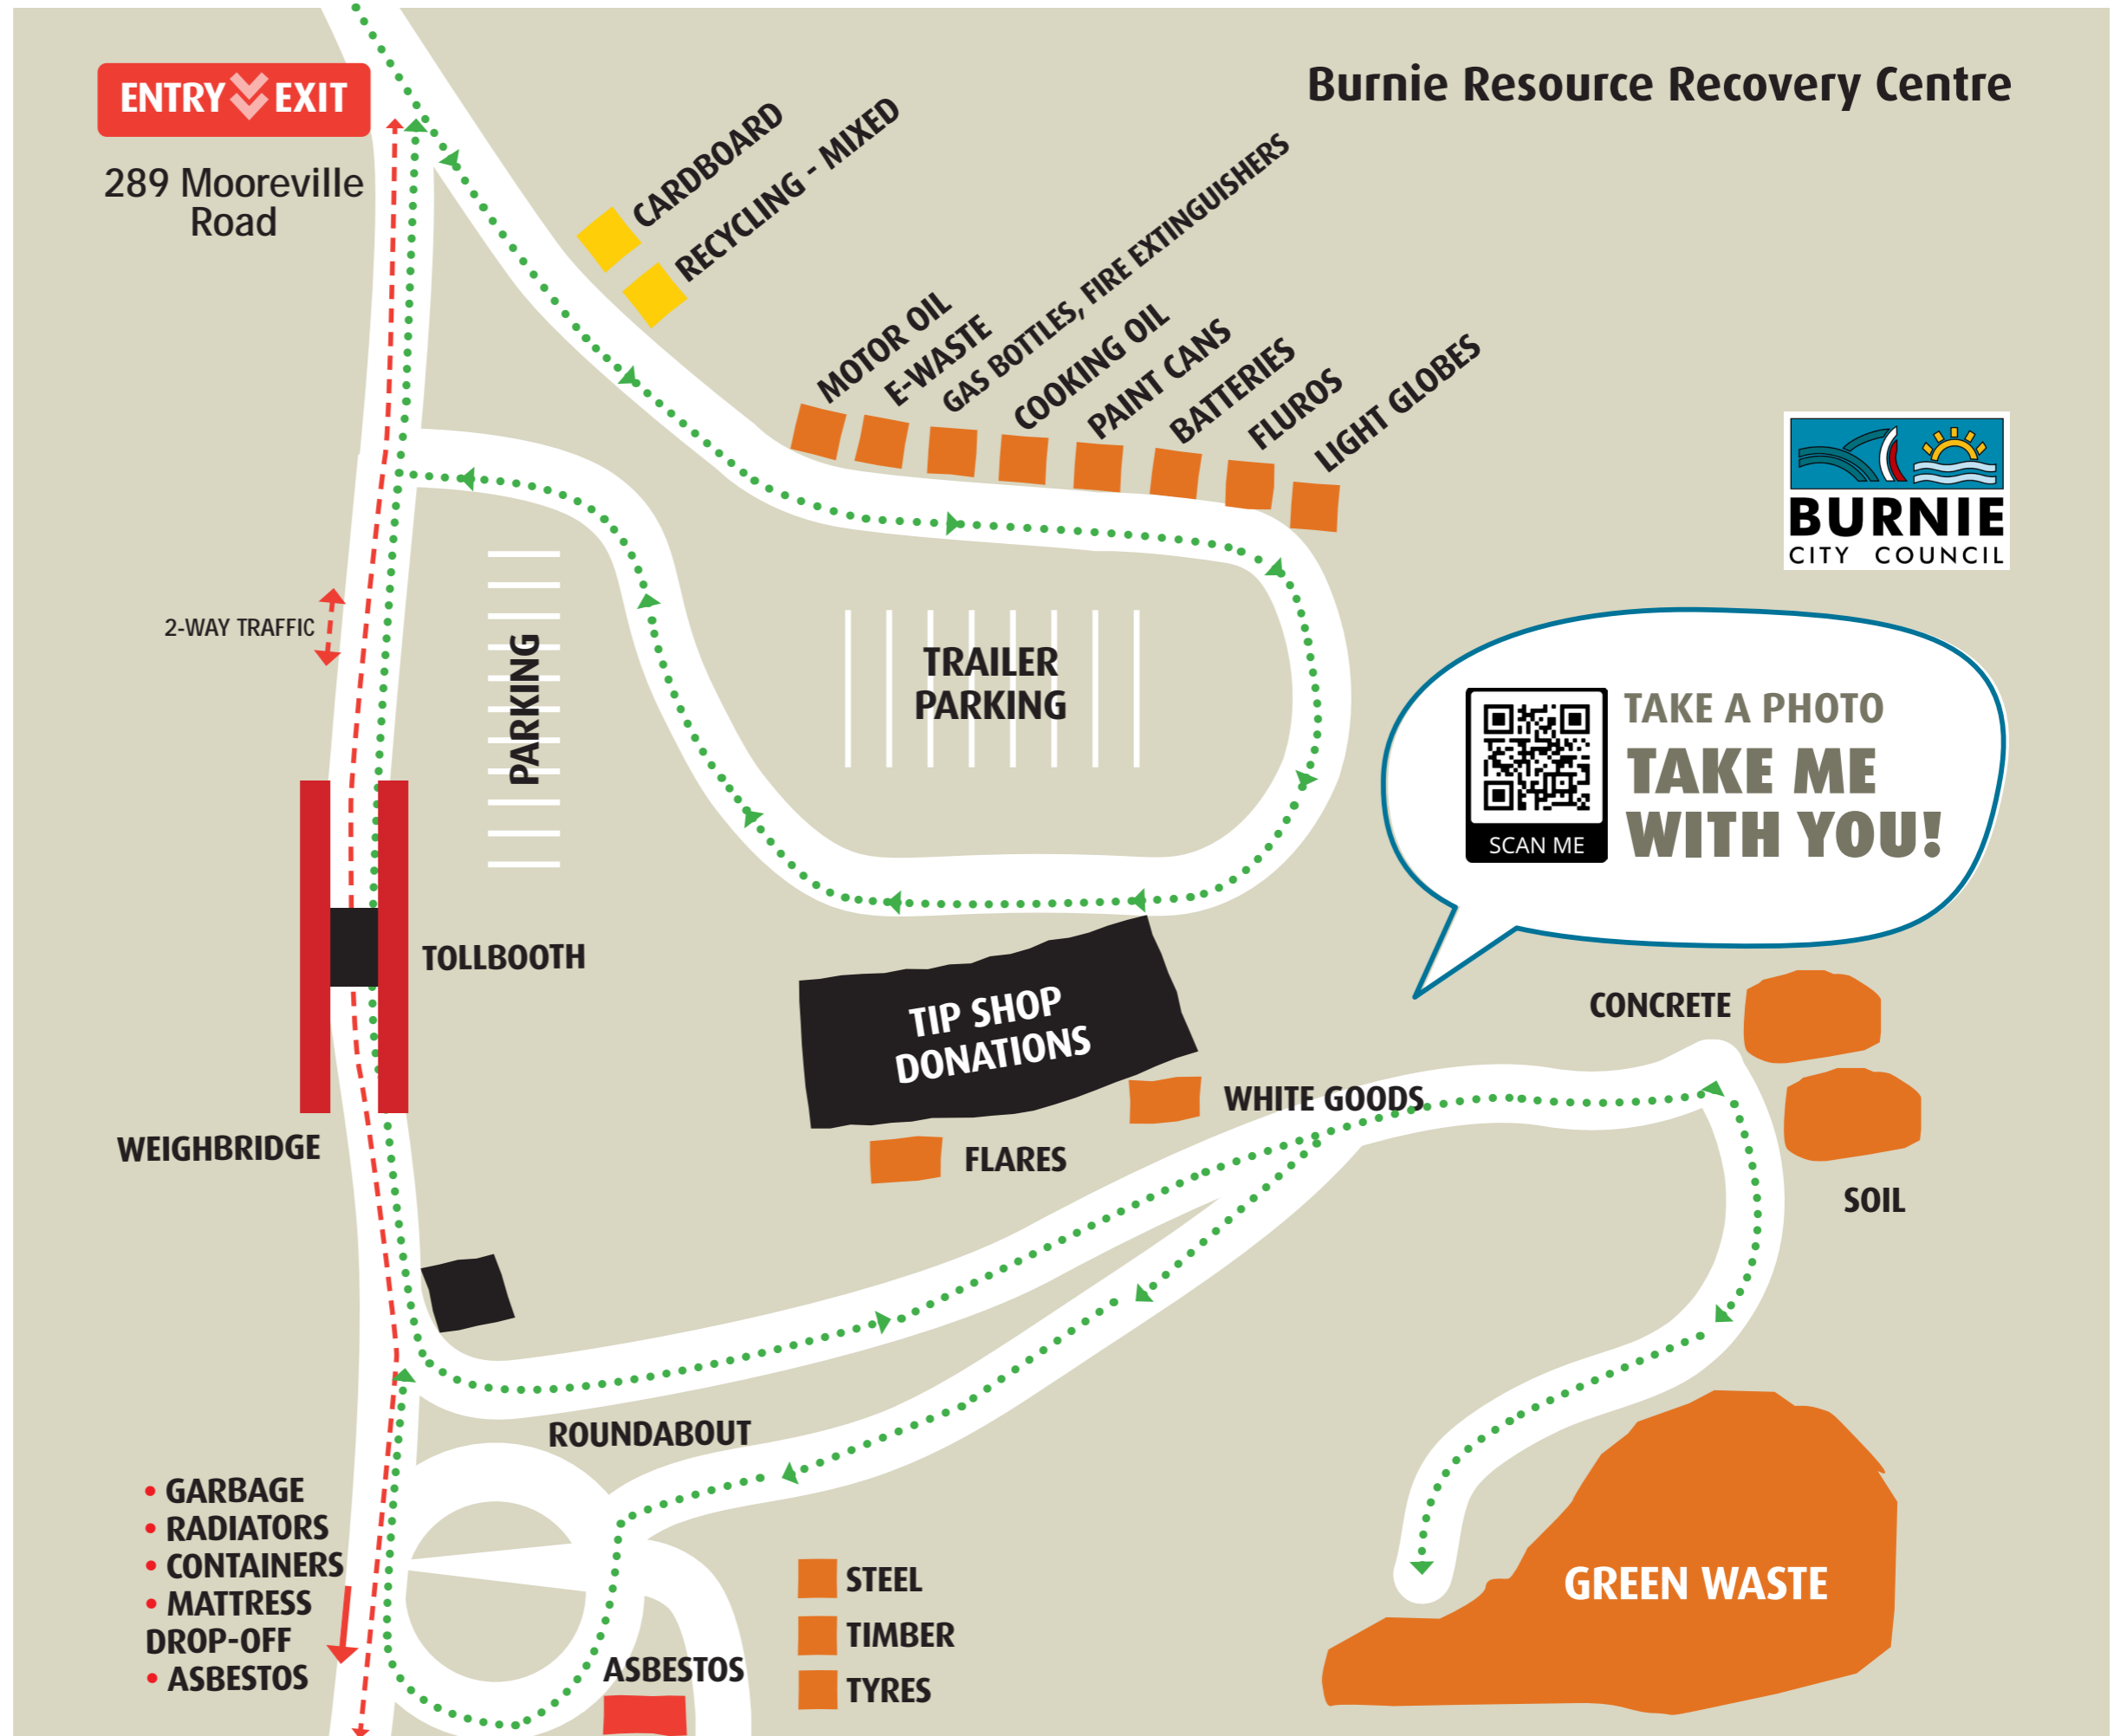 Burnie Resource Recovery Centre
ENTRY EXIT
289 Mooreville
Road
CARDBOARD
RECYCLING - MIXED
MOTOR OIL
E-WASTE
GAS BOTTLES, FIRE EXTINGUISHERS
COOKING OIL
PAINT CANS
BATTERIES
FLUROS
LIGHT GLOBES
BURNIE
CITY COUNCIL
2-WAY TRAFFIC
PARKING
TRAILER
PARKING
TAKE A PHOTO
TAKE ME
WITH YOU!
SCAN ME
TOLLBOOTH
TIP SHOP
DONATIONS
CONCRETE
WHITE GOODS
WEIGHBRIDGE
FLARES
SOIL
ROUNDABOUT
• GARBAGE
• RADIATORS
• CONTAINERS
• MATTRESS
DROP-OFF
• ASBESTOS
STEEL
TIMBER
TYRES
ASBESTOS
GREEN WASTE